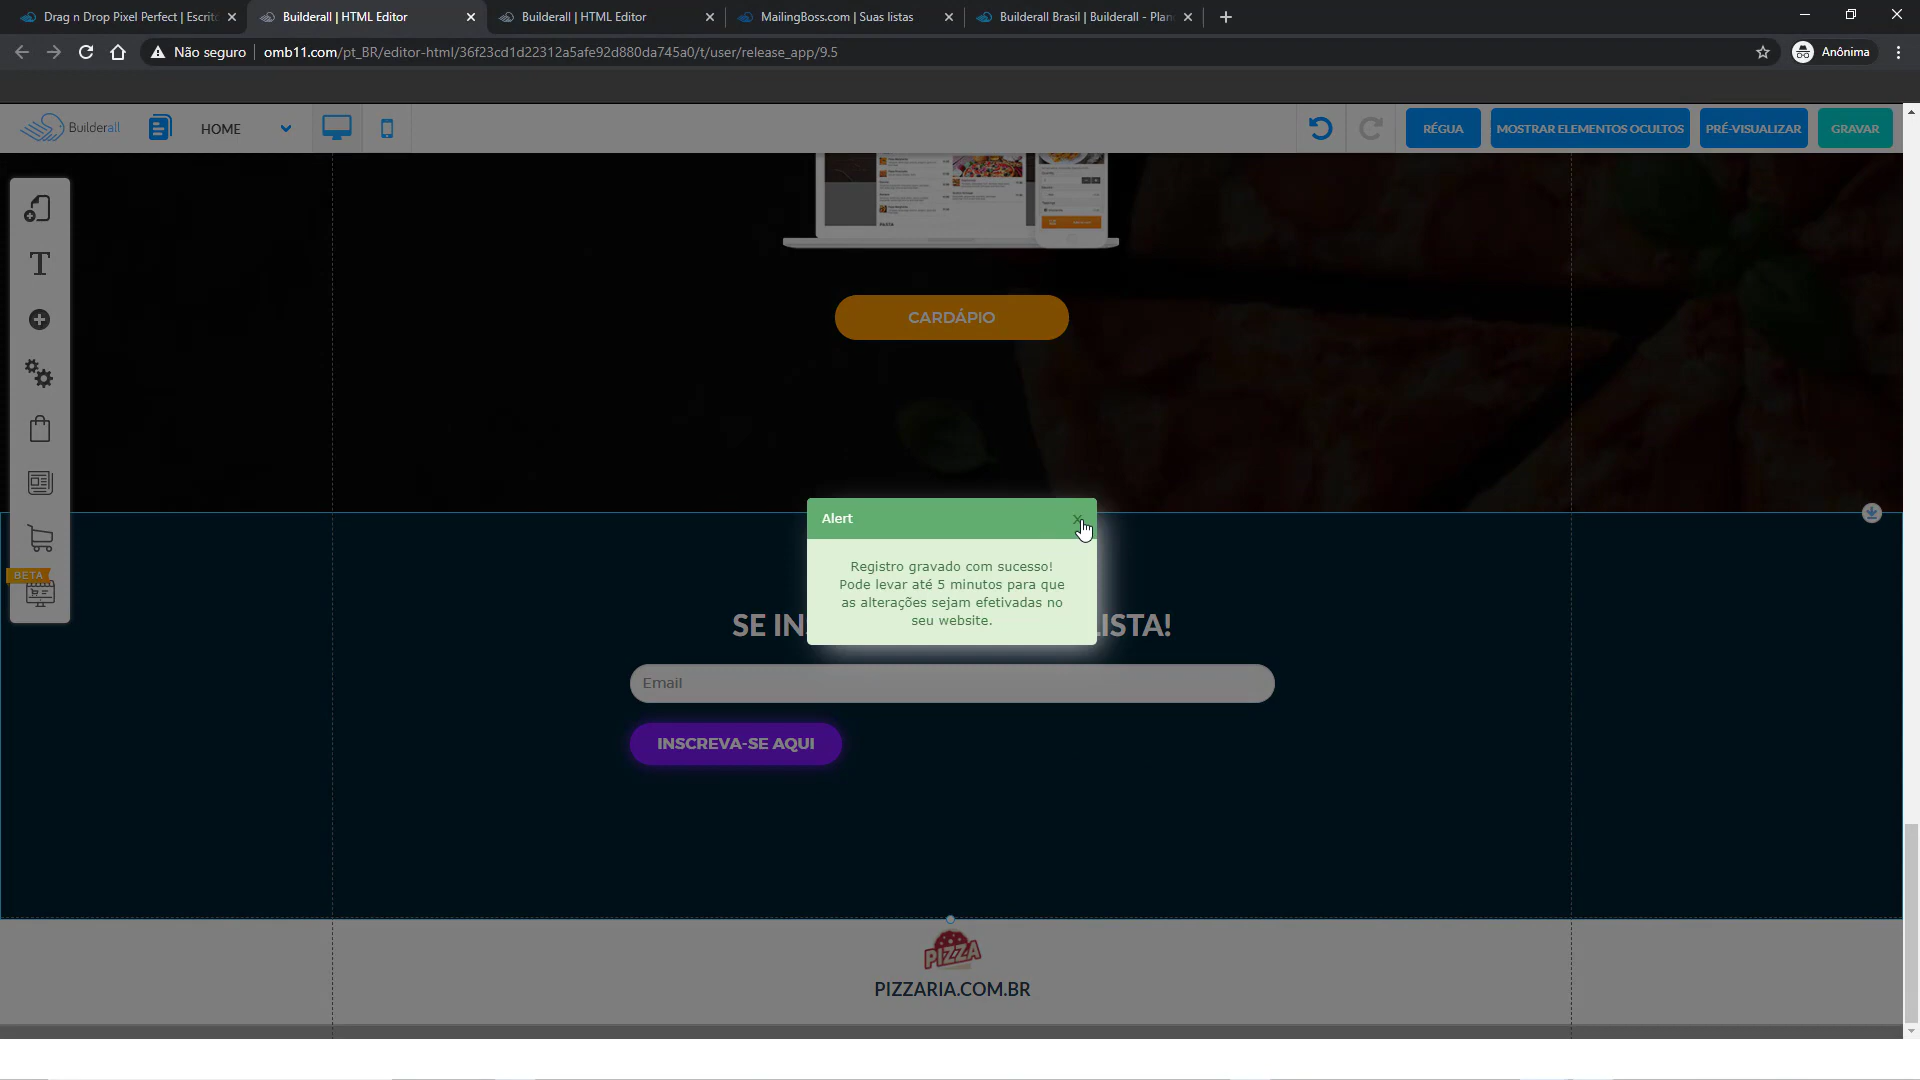 Drag n Drop Pixel Perfect | Escrit
Builderall | HTML Editor
Builderall | HTML Editor
MailingBoss.com | Suas listas
Builderall Brasil | Builderall - Plan
Não seguro
omb11.com/pt_BR/editor-html/36f23cd1d22312a5afe92d880da745a0/t/user/release_app/9.5
Anônima
Builderall
HOME
RÉGUA
MOSTRAR ELEMENTOS OCULTOS
PRÉ-VISUALIZAR
GRAVAR
CARDÁPIO
Alert
Registro gravado com sucesso!
Pode levar até 5 minutos para que
as alterações sejam efetivadas no
seu website.
BETA
SE IN
LISTA!
Email
INSCREVA-SE AQUI
PIZZA
PIZZARIA.COM.BR